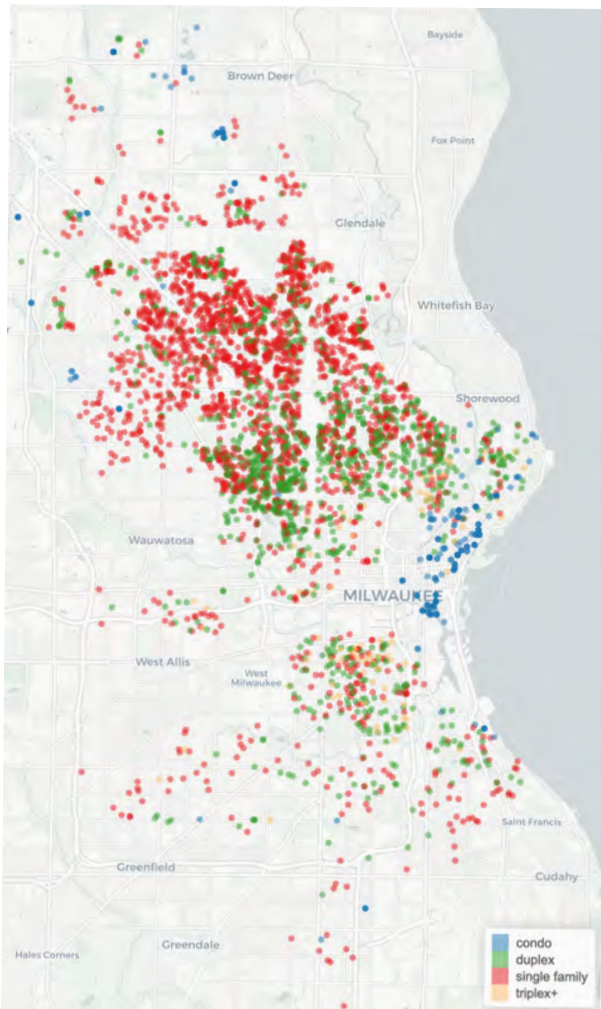 Bayside
Brown Deer
Fox Point
Glendale
Whitefish Bay
Shorewood
Wauwatosa
MILWAUKEE
West Allis
West
Milwaukee
Saint Francis
Greenfield
Cudahy
Greendale
Hales Corners
condo
duplex
single family
triplex+